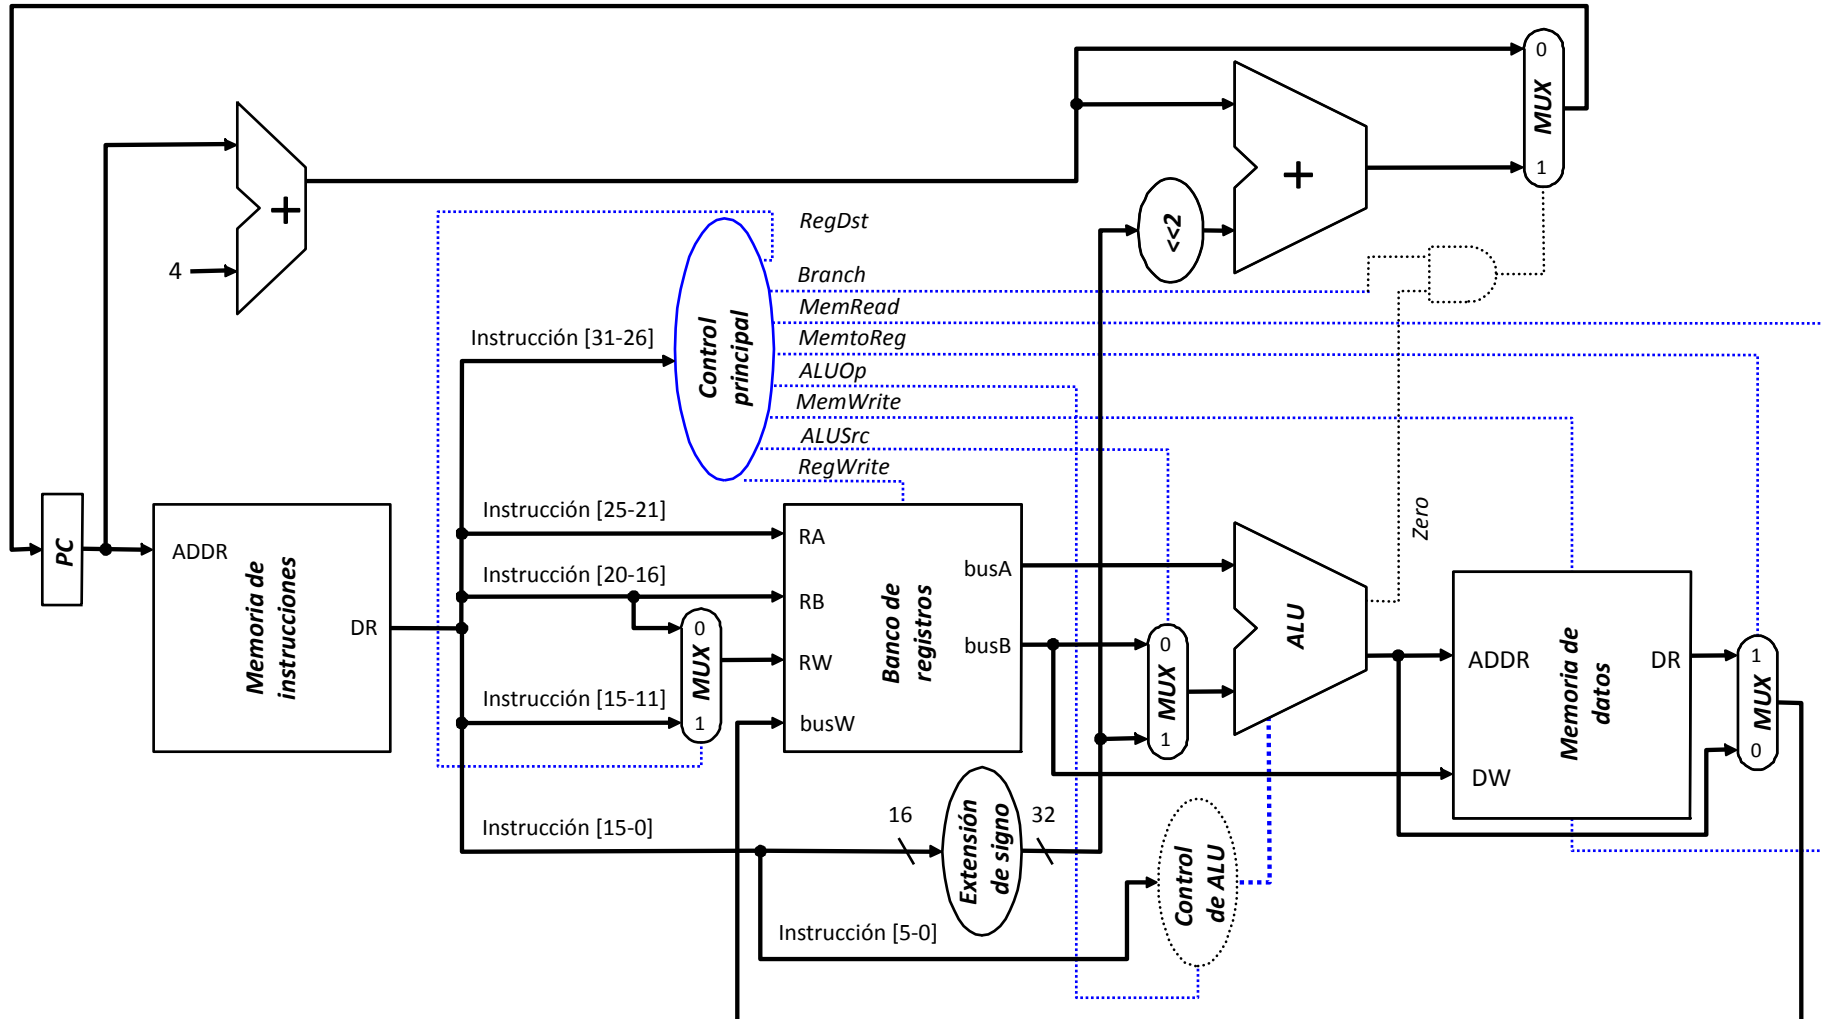 0
MUX
1
+
<<2
+
4
RegDst
Branch
MemRead
MemtoReg
ALUOp
MemWrite
ALUSrc
RegWrite
Control
principal
Instrucción [31-26]
Instrucción [25-21]
Instrucción [20-16]
Instrucción [15-11]
Instrucción [15-0]
Instrucción [5-0]
PC
ADDR
Memoria de
instrucciones
DR
0
MUX
1
RA
RB
RW
busW
Banco de
registros
busA
busB
16
Extensión
de signo
32
0
MUX
1
ALU
Zero
Control
de ALU
ADDR
DW
Memoria de
datos
DR
1
MUX
0